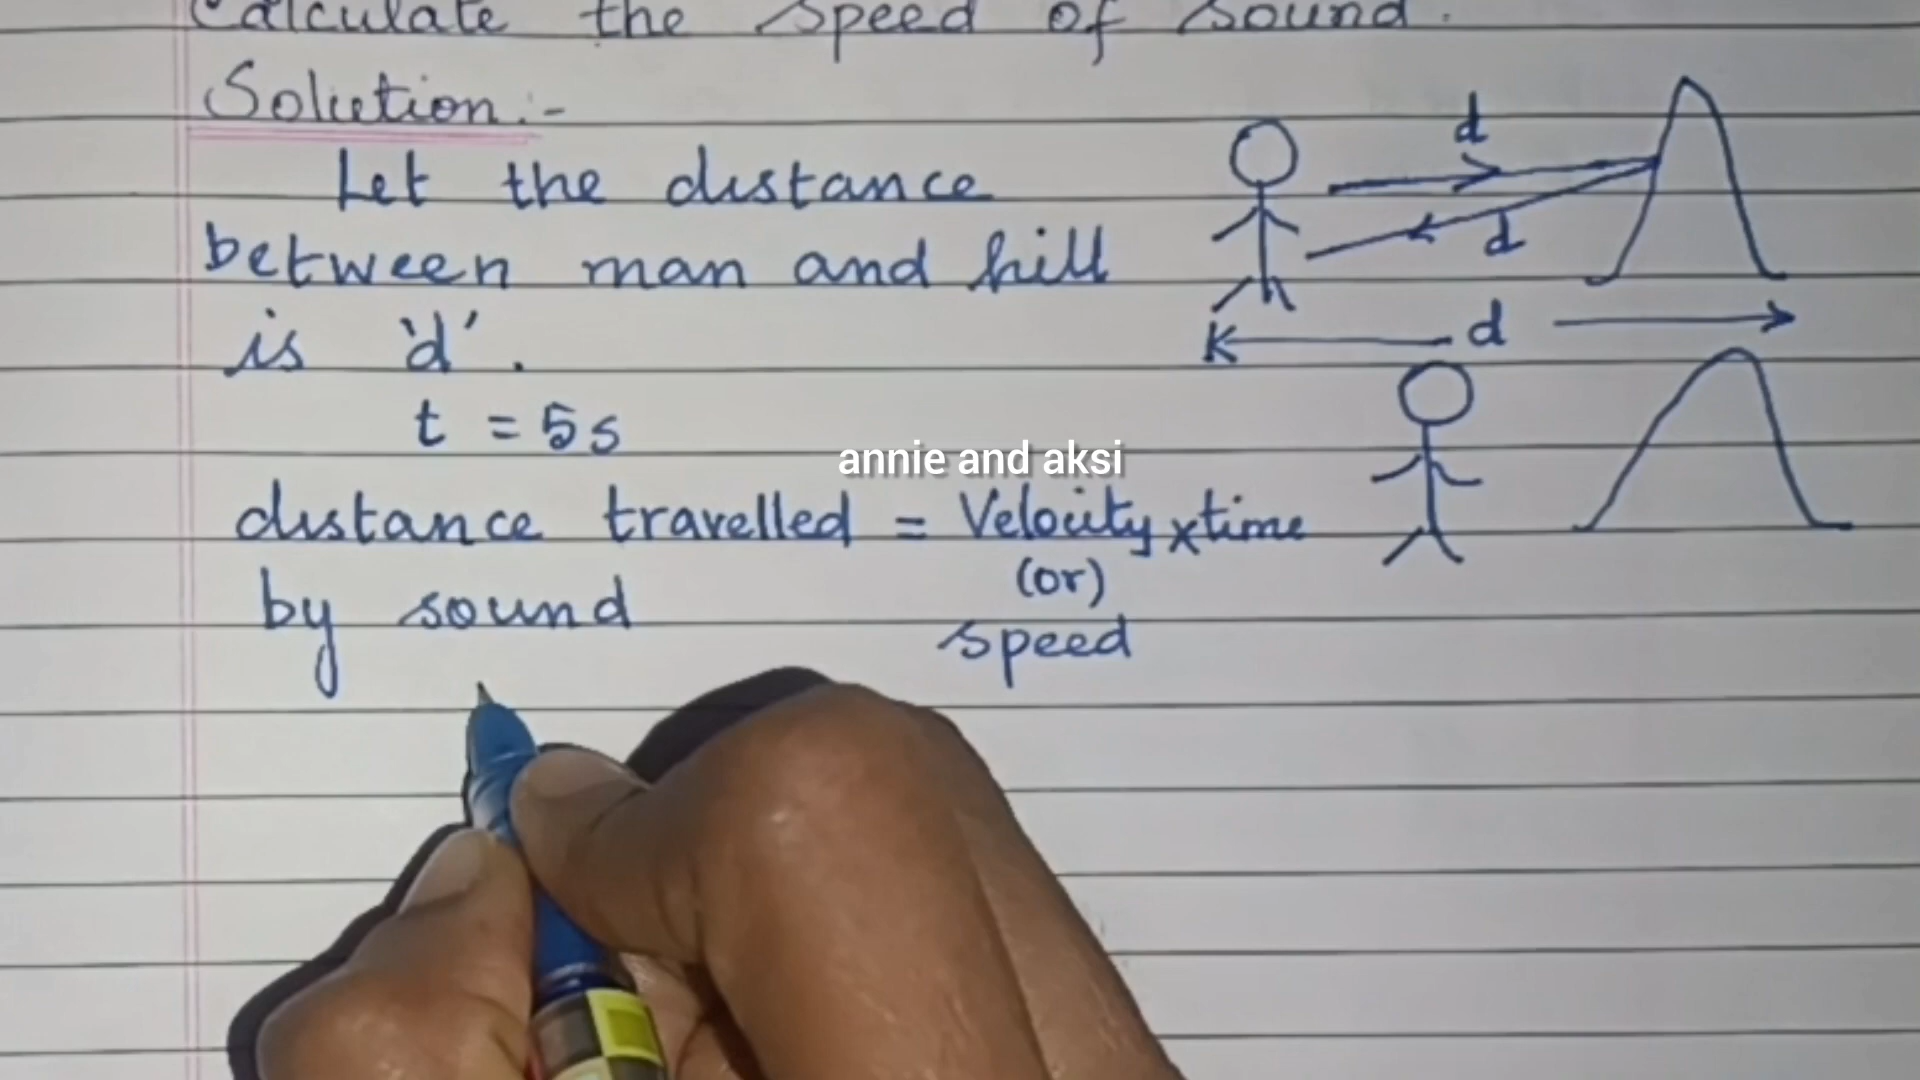 Calculate the speed of sound.
Solution:-
Let the distance
between man and hill
is 'd'.
t = 5s
distance travelled = Velocity x time
by sound
(or)
speed
d
d
d
annie and aksi